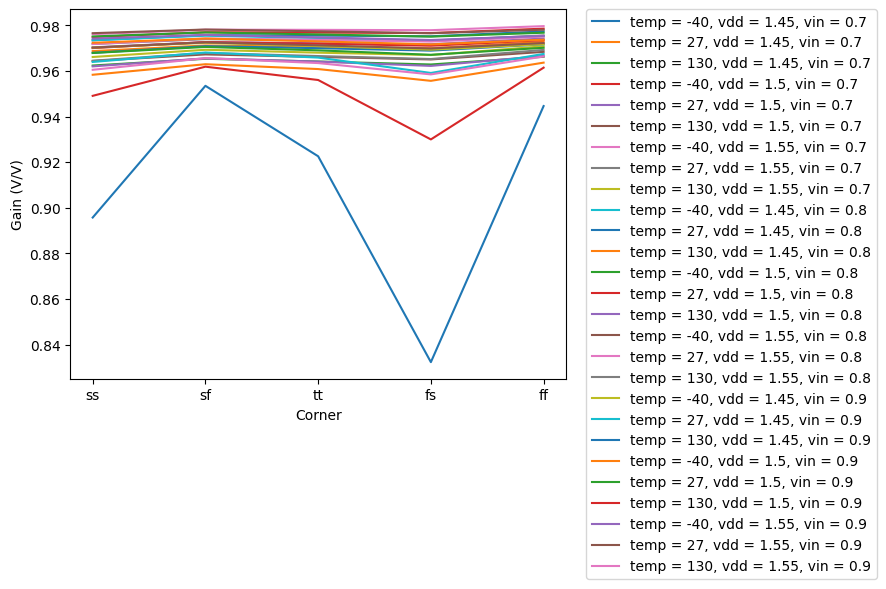 0.98
0.96
0.94
0.92
0.90
0.88
0.86
0.84
Gain (V/V)
ss
sf
tt
fs
ff
Corner
temp = -40, vdd = 1.45, vin = 0.7
temp = 27, vdd = 1.45, vin = 0.7
temp = 130, vdd = 1.45, vin = 0.7
temp = -40, vdd = 1.5, vin = 0.7
temp = 27, vdd = 1.5, vin = 0.7
temp = 130, vdd = 1.5, vin = 0.7
temp = -40, vdd = 1.55, vin = 0.7
temp = 27, vdd = 1.55, vin = 0.7
temp = 130, vdd = 1.55, vin = 0.7
temp = -40, vdd = 1.45, vin = 0.8
temp = 27, vdd = 1.45, vin = 0.8
temp = 130, vdd = 1.45, vin = 0.8
temp = -40, vdd = 1.5, vin = 0.8
temp = 27, vdd = 1.5, vin = 0.8
temp = 130, vdd = 1.5, vin = 0.8
temp = -40, vdd = 1.55, vin = 0.8
temp = 27, vdd = 1.55, vin = 0.8
temp = 130, vdd = 1.55, vin = 0.8
temp = -40, vdd = 1.45, vin = 0.9
temp = 27, vdd = 1.45, vin = 0.9
temp = 130, vdd = 1.45, vin = 0.9
temp = -40, vdd = 1.5, vin = 0.9
temp = 27, vdd = 1.5, vin = 0.9
temp = 130, vdd = 1.5, vin = 0.9
temp = -40, vdd = 1.55, vin = 0.9
temp = 27, vdd = 1.55, vin = 0.9
temp = 130, vdd = 1.55, vin = 0.9